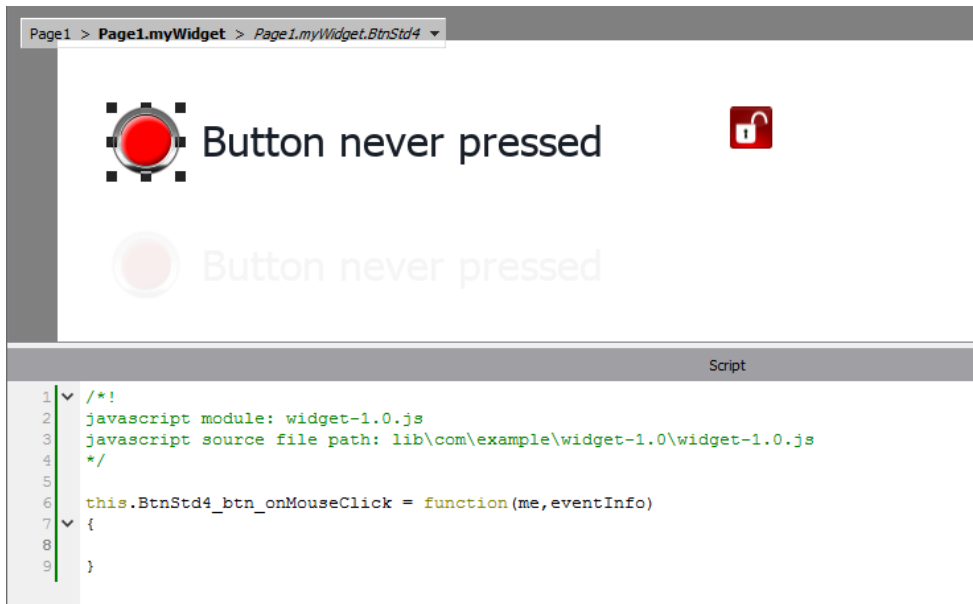 Page1 > Page1.myWidget > Page1.myWidget.BtnStd4
Button never pressed
Button never pressed
Script
1 /*!
2 javascript module: widget-1.0.js
3 javascript source file path: lib\com\example\widget-1.0\widget-1.0.js
4 */
5
6 this.BtnStd4_btn_onMouseClick = function(me,eventInfo)
7 {
8
9 }